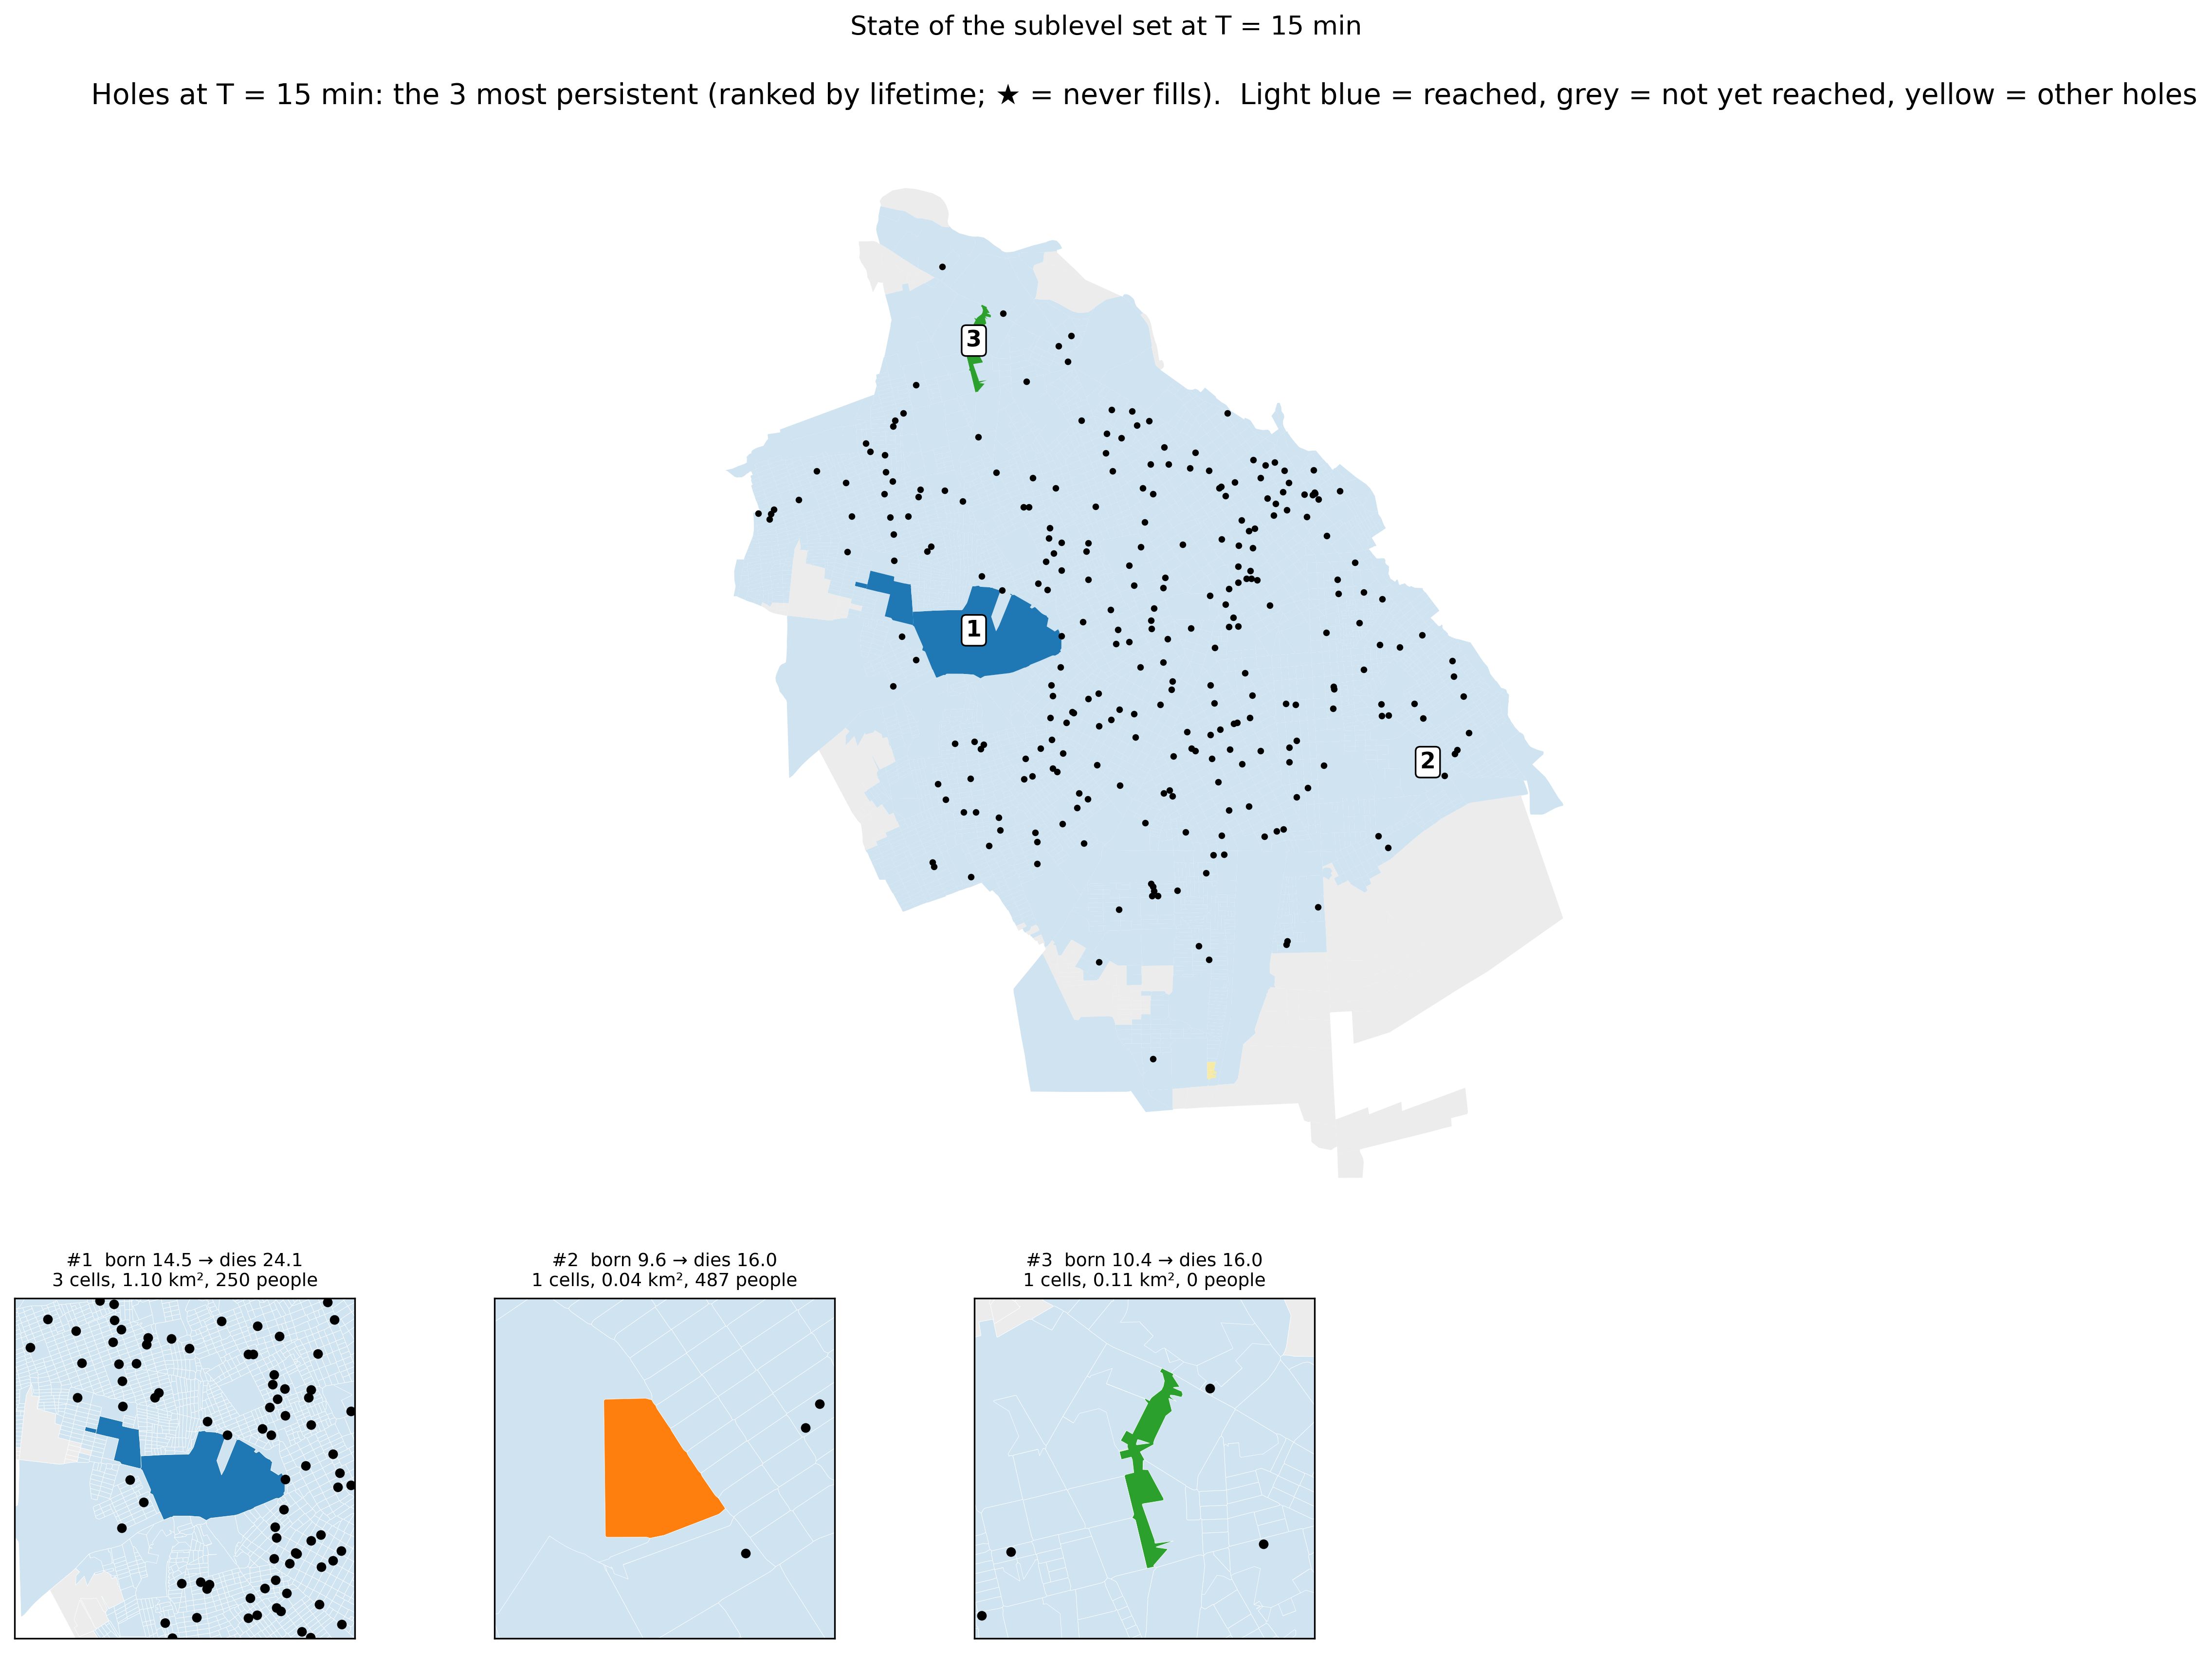 State of the sublevel set at T = 15 min
Holes at T = 15 min: the 3 most persistent (ranked by lifetime; ★ = never fills).  Light blue = reached, grey = not yet reached, yellow = other holes
3
1
2
#1  born 14.5 → dies 24.1
3 cells, 1.10 km², 250 people
#2  born 9.6 → dies 16.0
1 cells, 0.04 km², 487 people
#3  born 10.4 → dies 16.0
1 cells, 0.11 km², 0 people